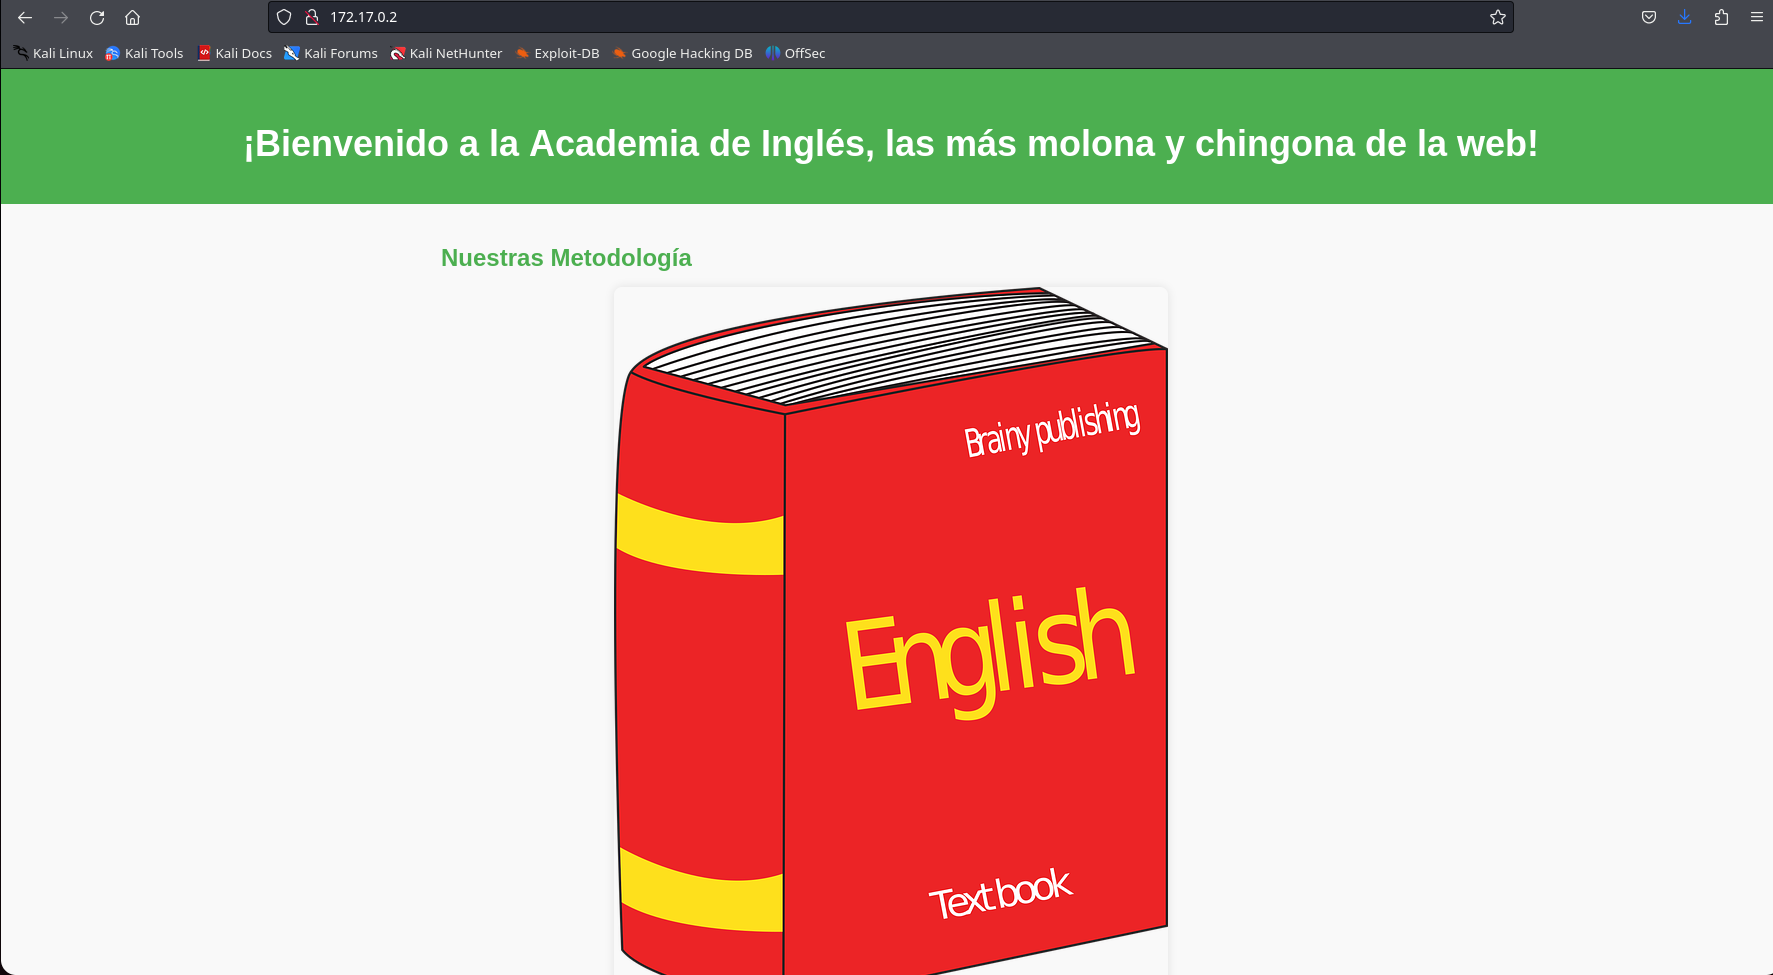 172.17.0.2
Kali Linux Kali Tools Kali Docs Kali Forums Kali NetHunter Exploit-DB Google Hacking DB OffSec
¡Bienvenido a la Academia de Inglés, las más molona y chingona de la web!
Nuestras Metodología
Brainy publishing
English
Text book